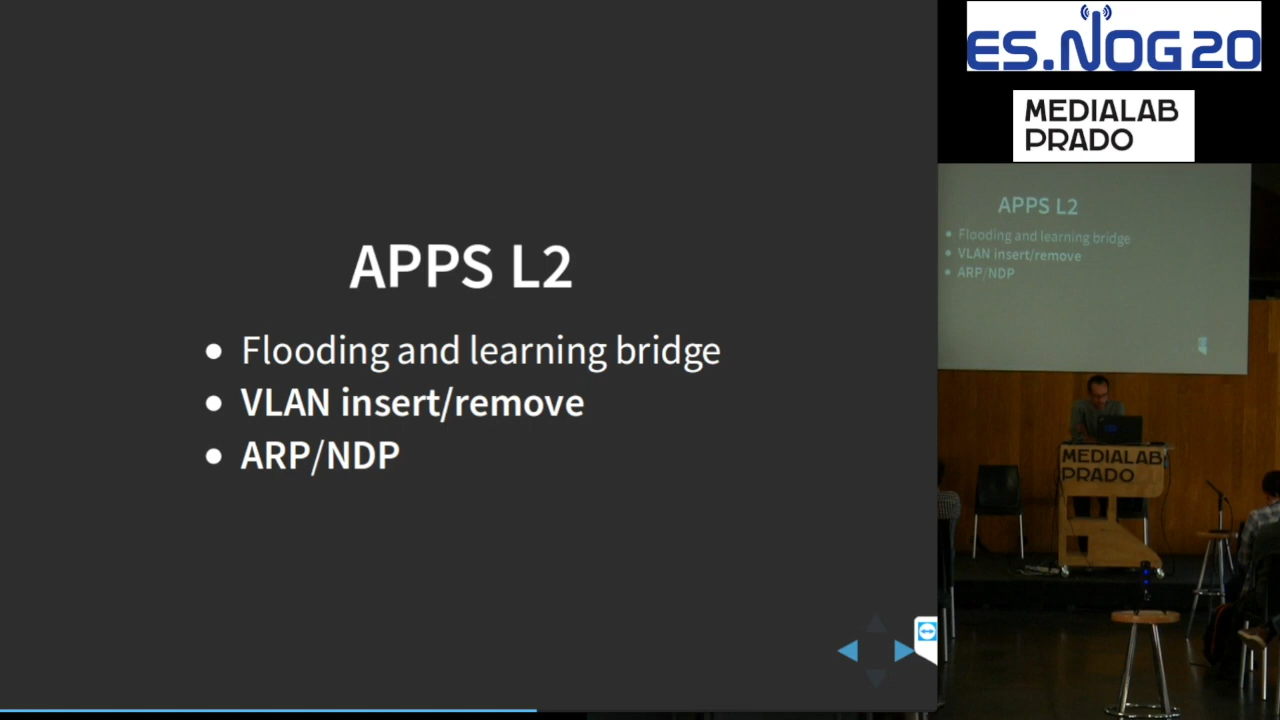 APPS L2
Flooding and learning bridge
VLAN insert/remove
ARP/NDP
ES.NOG 20
MEDIALAB
PRADO
APPS L2
Flooding and learning bridge
VLAN insert/remove
ARP/NDP
MEDIALAB
PRADO